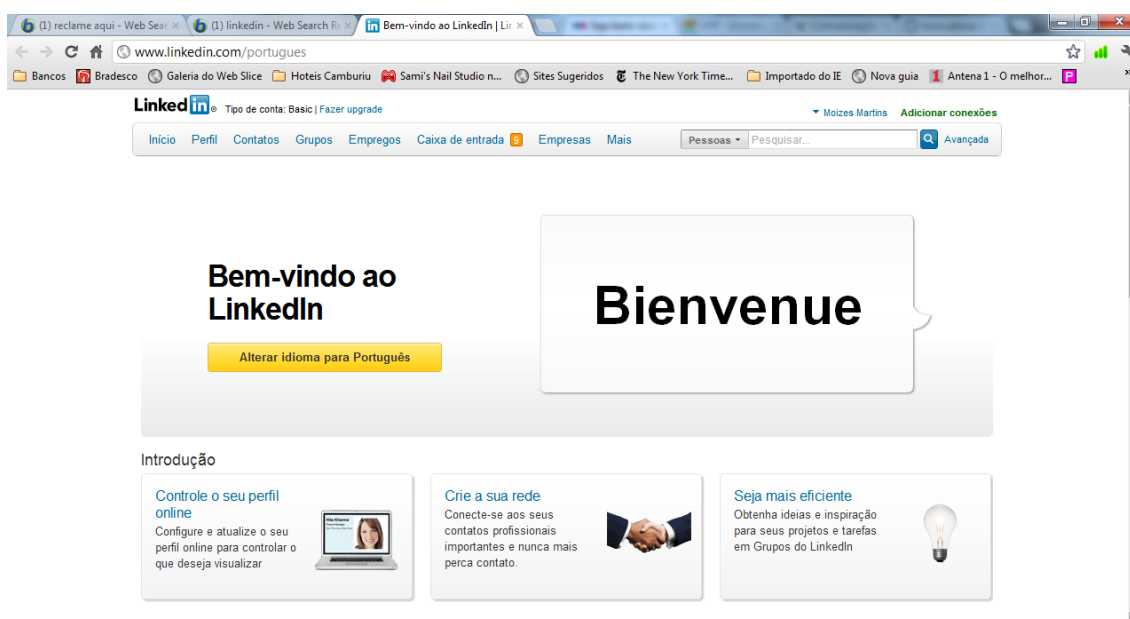 (1) reclame aqui - Web Sear
(1) linkedin - Web Search R
Bem-vindo ao LinkedIn | Lin
www.linkedin.com/portugues
Bancos Bradesco Galeria do Web Slice Hoteis Camburiu Sami's Nail Studio n... Sites Sugeridos The New York Time... Importado do IE Nova guia Antena 1 - O melhor... P »
Linked in Tipo de conta: Basic | Fazer upgrade
Moizes Martins Adicionar conexões
Início Perfil Contatos Grupos Empregos Caixa de entrada 9 Empresas Mais Pessoas Pesquisar... Avançada
Bem-vindo ao
LinkedIn
Alterar idioma para Português
Bienvenue
Introdução
Controle o seu perfil
online
Configure e atualize o seu
perfil online para controlar o
que deseja visualizar
Crie a sua rede
Conecte-se aos seus
contatos profissionais
importantes e nunca mais
perca contato.
Seja mais eficiente
Obtenha ideias e inspiração
para seus projetos e tarefas
em Grupos do LinkedIn